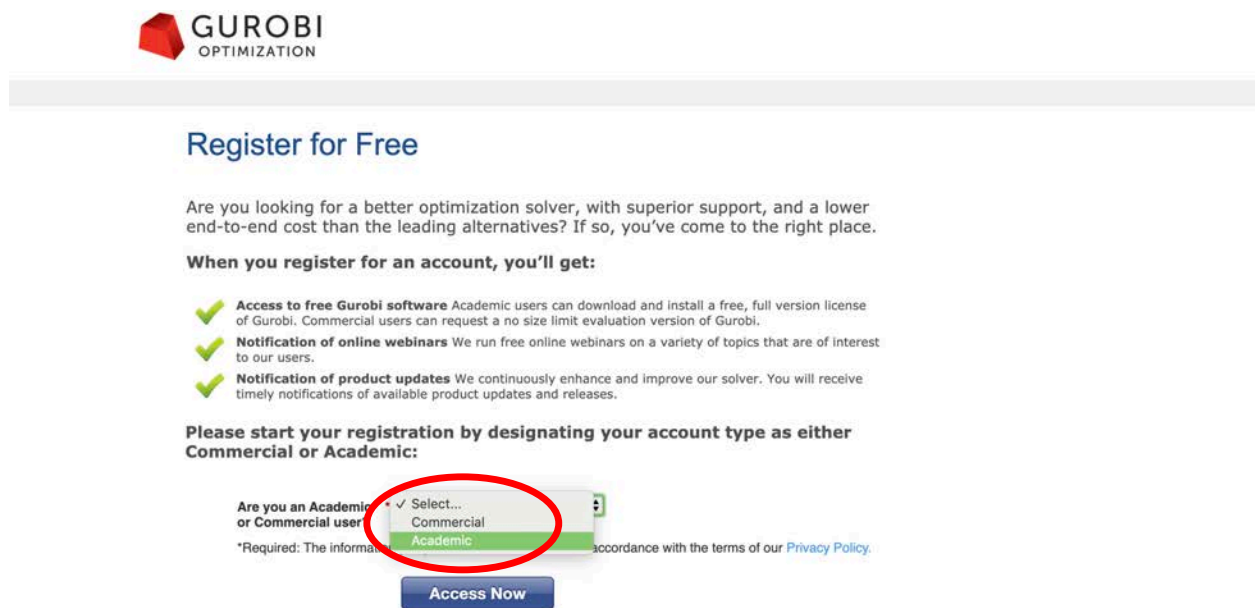 GUROBI
OPTIMIZATION
Register for Free
Are you looking for a better optimization solver, with superior support, and a lower
end-to-end cost than the leading alternatives? If so, you've come to the right place.
When you register for an account, you'll get:
Access to free Gurobi software Academic users can download and install a free, full version license
of Gurobi. Commercial users can request a no size limit evaluation version of Gurobi.
Notification of online webinars We run free online webinars on a variety of topics that are of interest
to our users.
Notification of product updates We continuously enhance and improve our solver. You will receive
timely notifications of available product updates and releases.
Please start your registration by designating your account type as either
Commercial or Academic:
Are you an Academic * ✓ Select...
or Commercial user Commercial
Academic
*Required: The accordance with the terms of our Privacy Policy.
Access Now